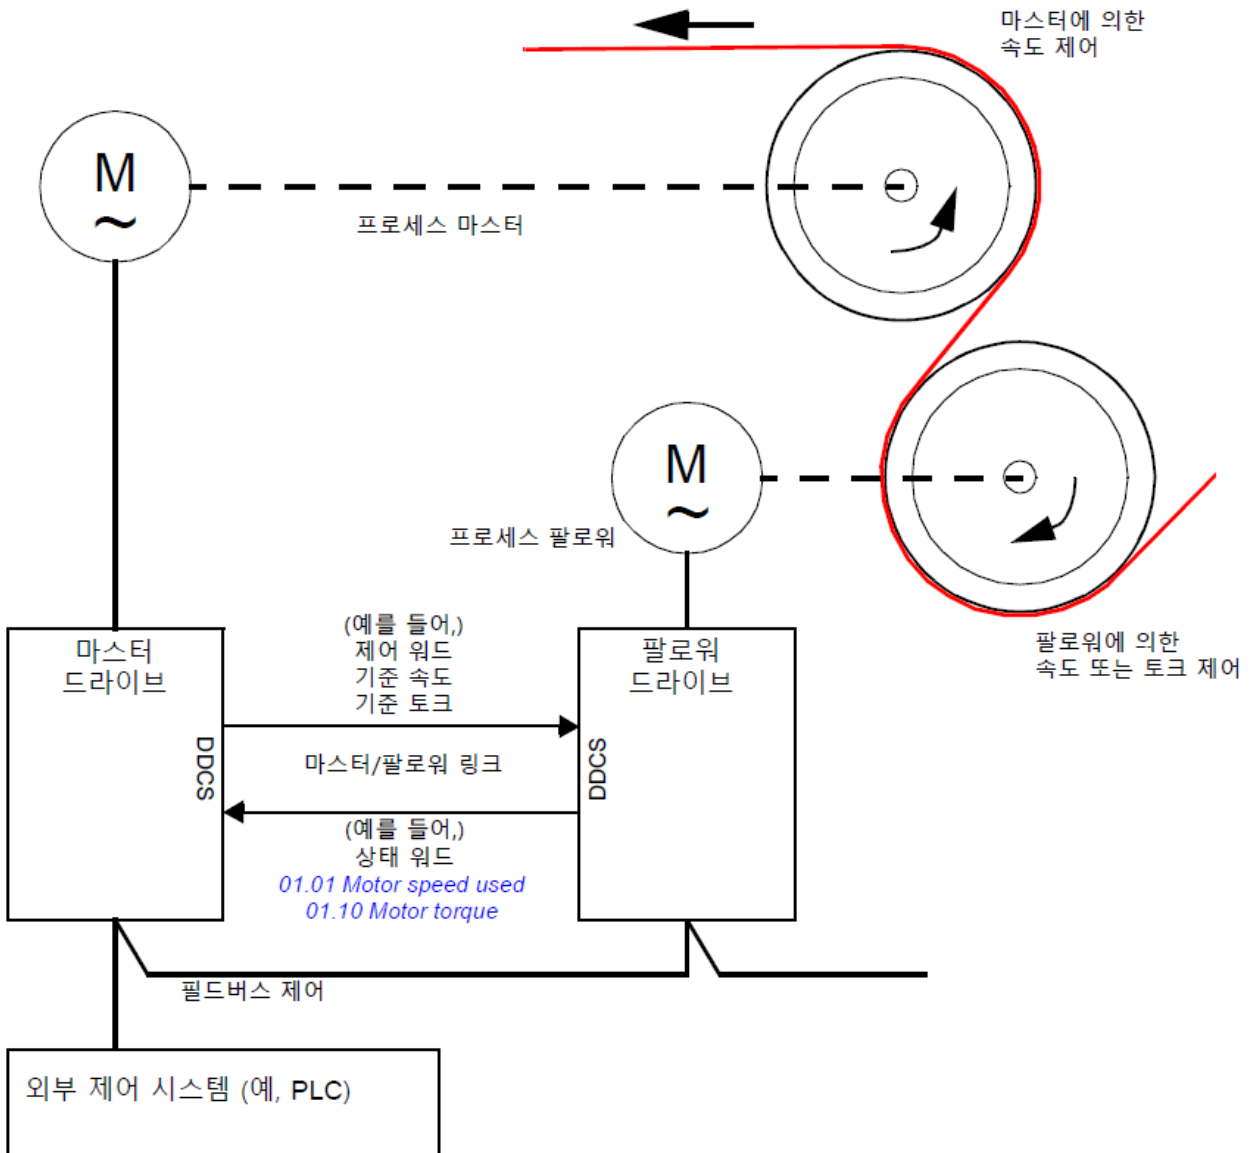 마스터에 의한
속도 제어
M
~
프로세스 마스터
M
~
프로세스 팔로워
팔로워에 의한
속도 또는 토크 제어
마스터
드라이브
DDCS
(예를 들어,)
제어 워드
기준 속도
기준 토크
마스터/팔로워 링크
(예를 들어,)
상태 워드
01.01 Motor speed used
01.10 Motor torque
팔로워
드라이브
DDCS
필드버스 제어
외부 제어 시스템 (예, PLC)